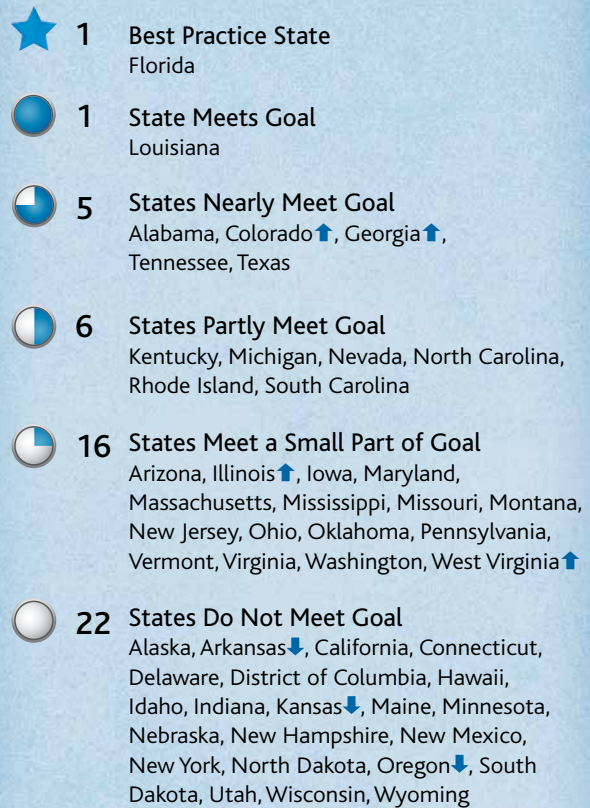 1 Best Practice State
Florida
1 State Meets Goal
Louisiana
5 States Nearly Meet Goal
Alabama, Colorado⬆, Georgia⬆,
Tennessee, Texas
6 States Partly Meet Goal
Kentucky, Michigan, Nevada, North Carolina,
Rhode Island, South Carolina
16 States Meet a Small Part of Goal
Arizona, Illinois⬆, Iowa, Maryland,
Massachusetts, Mississippi, Missouri, Montana,
New Jersey, Ohio, Oklahoma, Pennsylvania,
Vermont, Virginia, Washington, West Virginia⬆
22 States Do Not Meet Goal
Alaska, Arkansas⬇, California, Connecticut,
Delaware, District of Columbia, Hawaii,
Idaho, Indiana, Kansas⬇, Maine, Minnesota,
Nebraska, New Hampshire, New Mexico,
New York, North Dakota, Oregon⬇, South
Dakota, Utah, Wisconsin, Wyoming